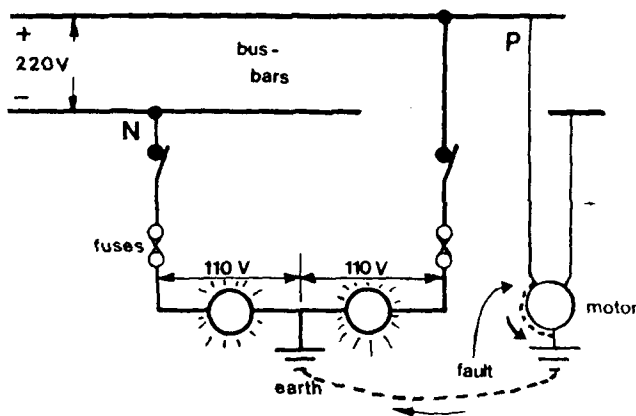 +
220V
−
bus-
bars
P
N
fuses
110 V
110 V
motor
fault
earth